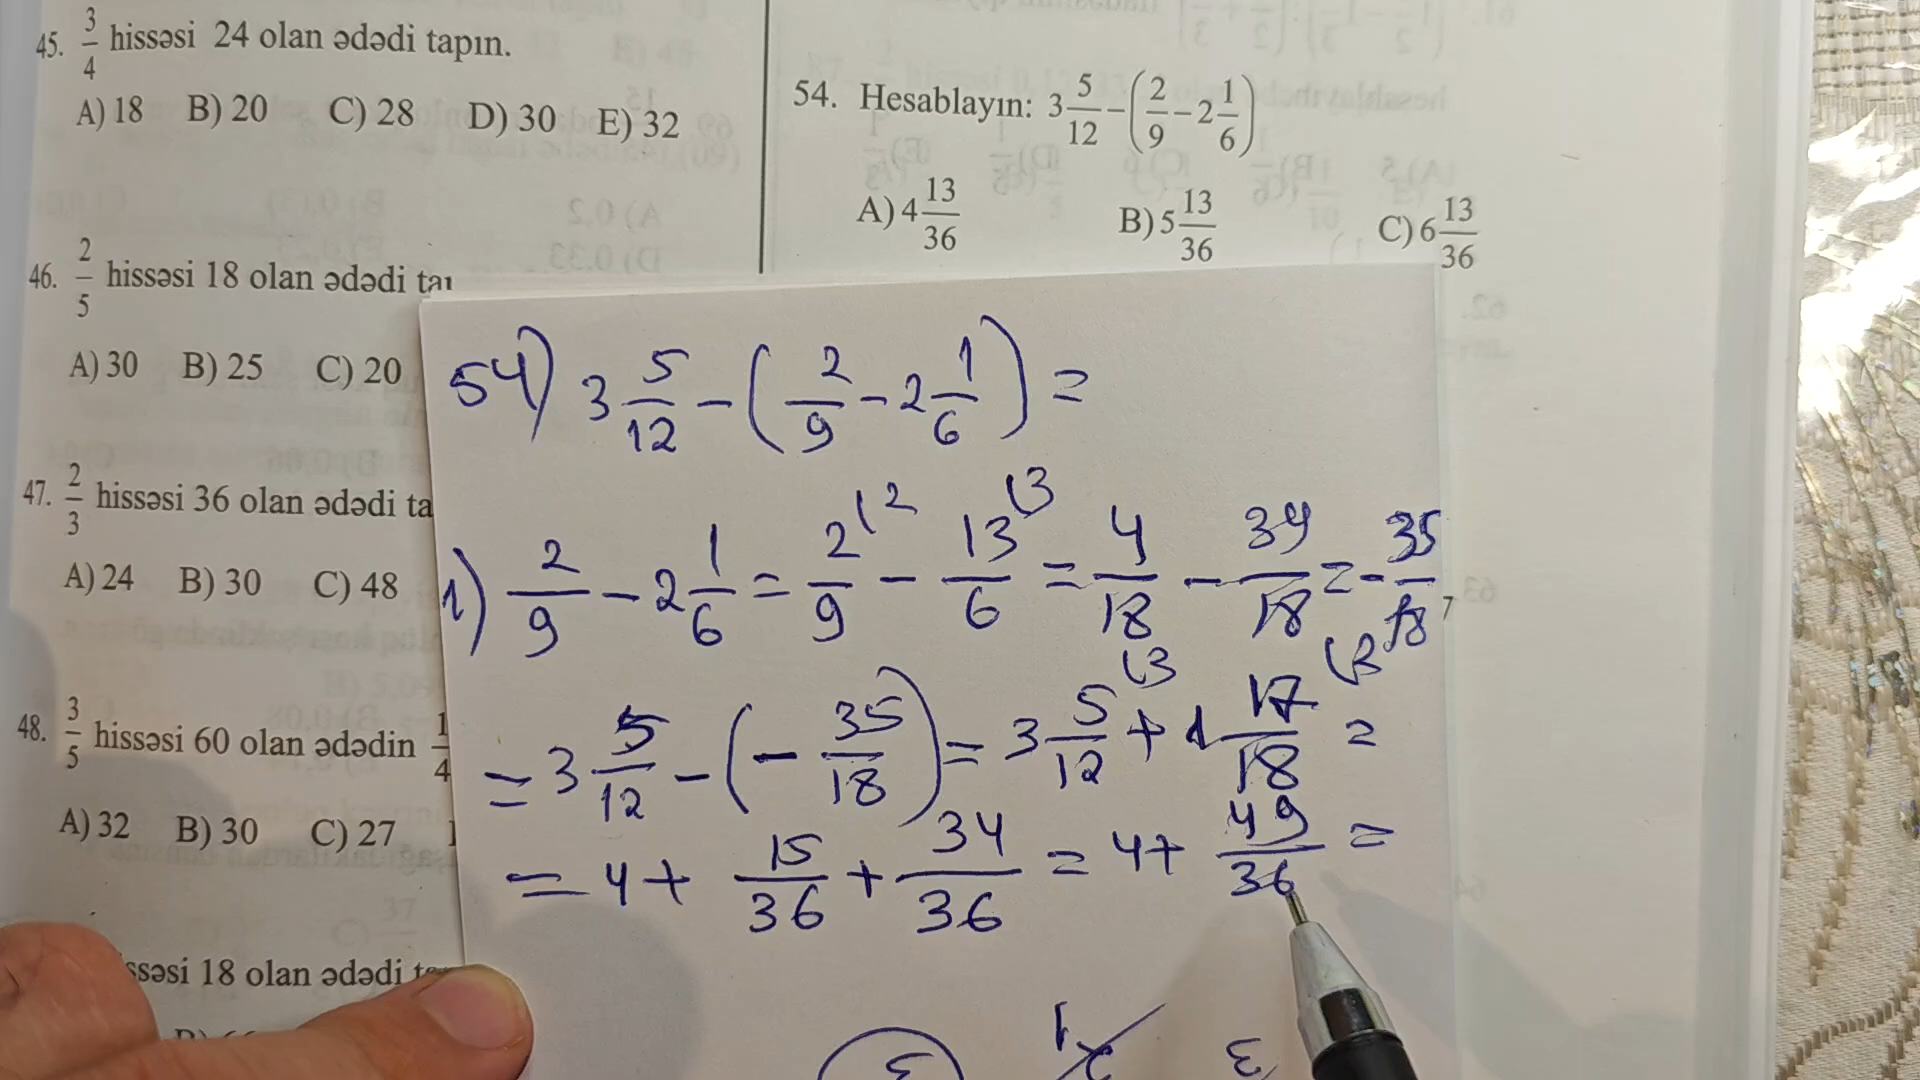 45. 3/4 hissəsi 24 olan ədədi tapın.
A) 18 B) 20 C) 28 D) 30 E) 32
46. 2/5 hissəsi 18 olan ədədi
A) 30 B) 25 C) 20
47. 2/3 hissəsi 36 olan ədədi ta
A) 24 B) 30 C) 48
48. 3/5 hissəsi 60 olan ədədin 1/4
A) 32 B) 30 C) 27
ssəsi 18 olan ədədi
54. Hesablayın: 3 5/12 − (2/9 − 2 1/6)
A) 4 13/36 B) 5 13/36 C) 6 13/36
54) 3 5/12 − (2/9 − 2 1/6) =
1) 2/9 − 2 1/6 = 2/9 (2 − 13/6 (3 = 4/18 − 39/18 = − 35/18
= 3 5/12 − (− 35/18) = 3 5/12 (3 + 1 17/18 (2 =
= 4 + 15/36 + 34/36 = 4 + 49/36 =